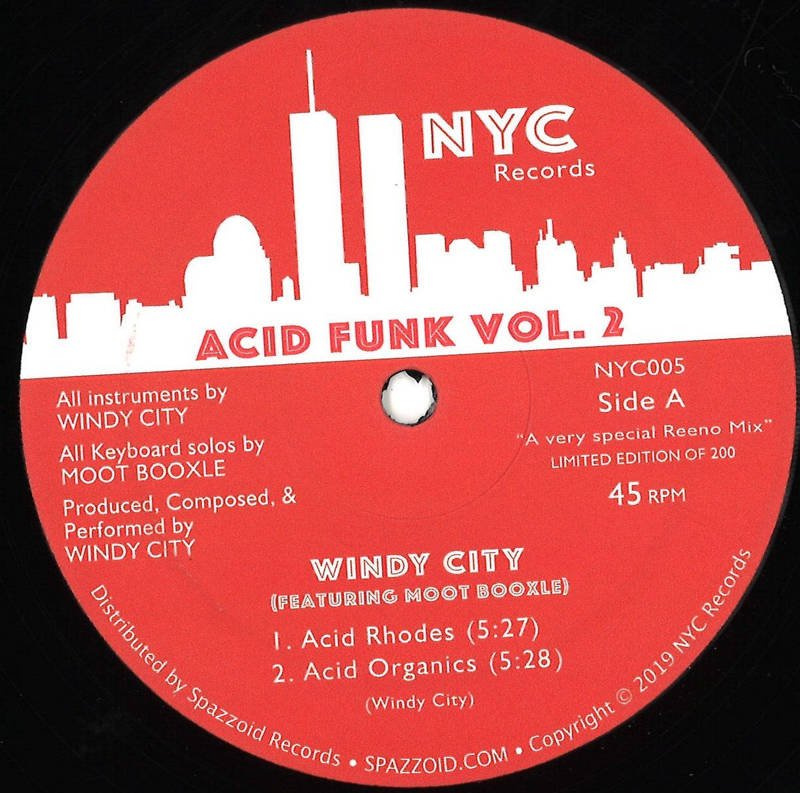 NYC
Records
ACID FUNK VOL. 2
All instruments by
WINDY CITY
All Keyboard solos by
MOOT BOOXLE
Produced, Composed, &
Performed by
WINDY CITY
NYC005
Side A
"A very special Reeno Mix"
LIMITED EDITION OF 200
45 RPM
WINDY CITY
(FEATURING MOOT BOOXLE)
1. Acid Rhodes (5:27)
2. Acid Organics (5:28)
(Windy City)
Distributed by Spazzoid Records • SPAZZOID.COM • Copyright © 2019 NYC Records